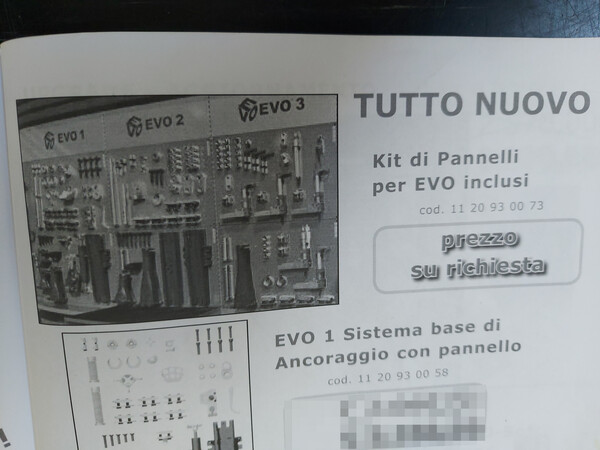 EVO 1
EVO 2
EVO 3
TUTTO NUOVO
Kit di Pannelli
per EVO inclusi
cod. 11 20 93 00 73
prezzo
su richiesta
EVO 1 Sistema base di
Ancoraggio con pannello
cod. 11 20 93 00 58